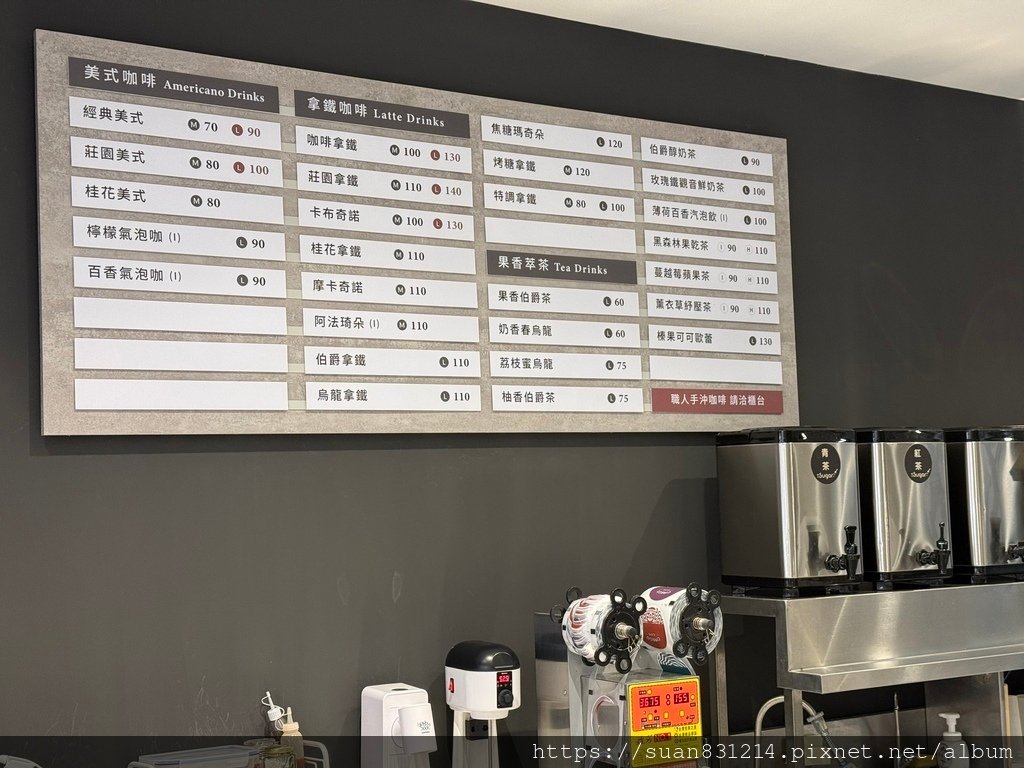 美式咖啡 Americano Drinks
經典美式 M 70 L 90
莊園美式 M 80 L 100
桂花美式 M 80
檸檬氣泡咖 (I) L 90
百香氣泡咖 (I) L 90
拿鐵咖啡 Latte Drinks
咖啡拿鐵 M 100 L 130
莊園拿鐵 M 110 L 140
卡布奇諾 M 100 L 130
桂花拿鐵 M 110
摩卡奇諾 M 110
阿法琦朵 (I) M 110
伯爵拿鐵 L 110
烏龍拿鐵 L 110
焦糖瑪奇朵 L 120
烤糖拿鐵 M 120
特調拿鐵 M 80 L 100
果香萃茶 Tea Drinks
果香伯爵茶 L 60
奶香春烏龍 L 60
荔枝蜜烏龍 L 75
柚香伯爵茶 L 75
伯爵醇奶茶 L 90
玫瑰鐵觀音鮮奶茶 L 100
薄荷百香汽泡飲 (I) L 100
黑森林果乾茶 I 90 H 110
蔓越莓蘋果茶 I 90 H 110
薰衣草紓壓茶 I 90 H 110
榛果可可歐蕾 L 130
職人手沖咖啡 請洽櫃台
青茶
紅茶
3675 155
https://suan831214.pixnet.net/album